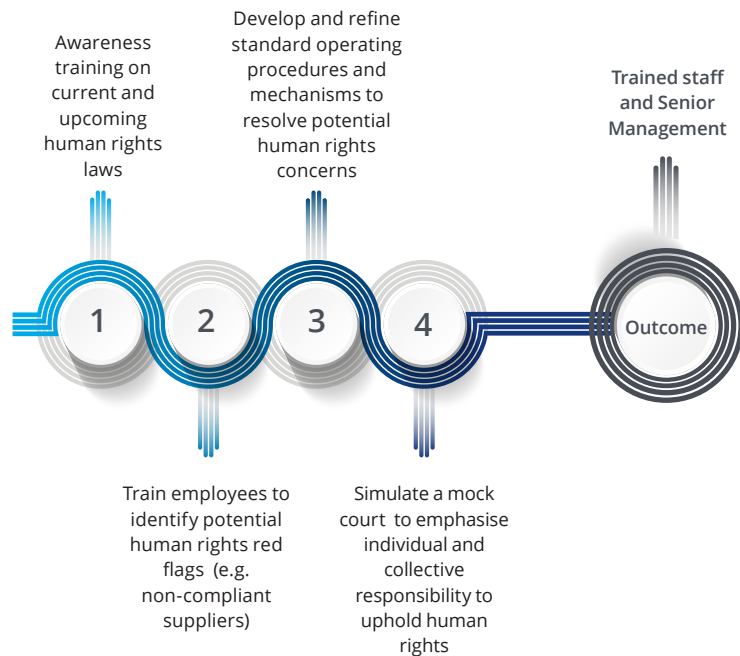 Awareness
training on
current and
upcoming
human rights
laws
Develop and refine
standard operating
procedures and
mechanisms to
resolve potential
human rights
concerns
Trained staff
and Senior
Management
1
2
3
4
Outcome
Train employees to
identify potential
human rights red
flags (e.g.
non-compliant
suppliers)
Simulate a mock
court to emphasise
individual and
collective
responsibility to
uphold human
rights